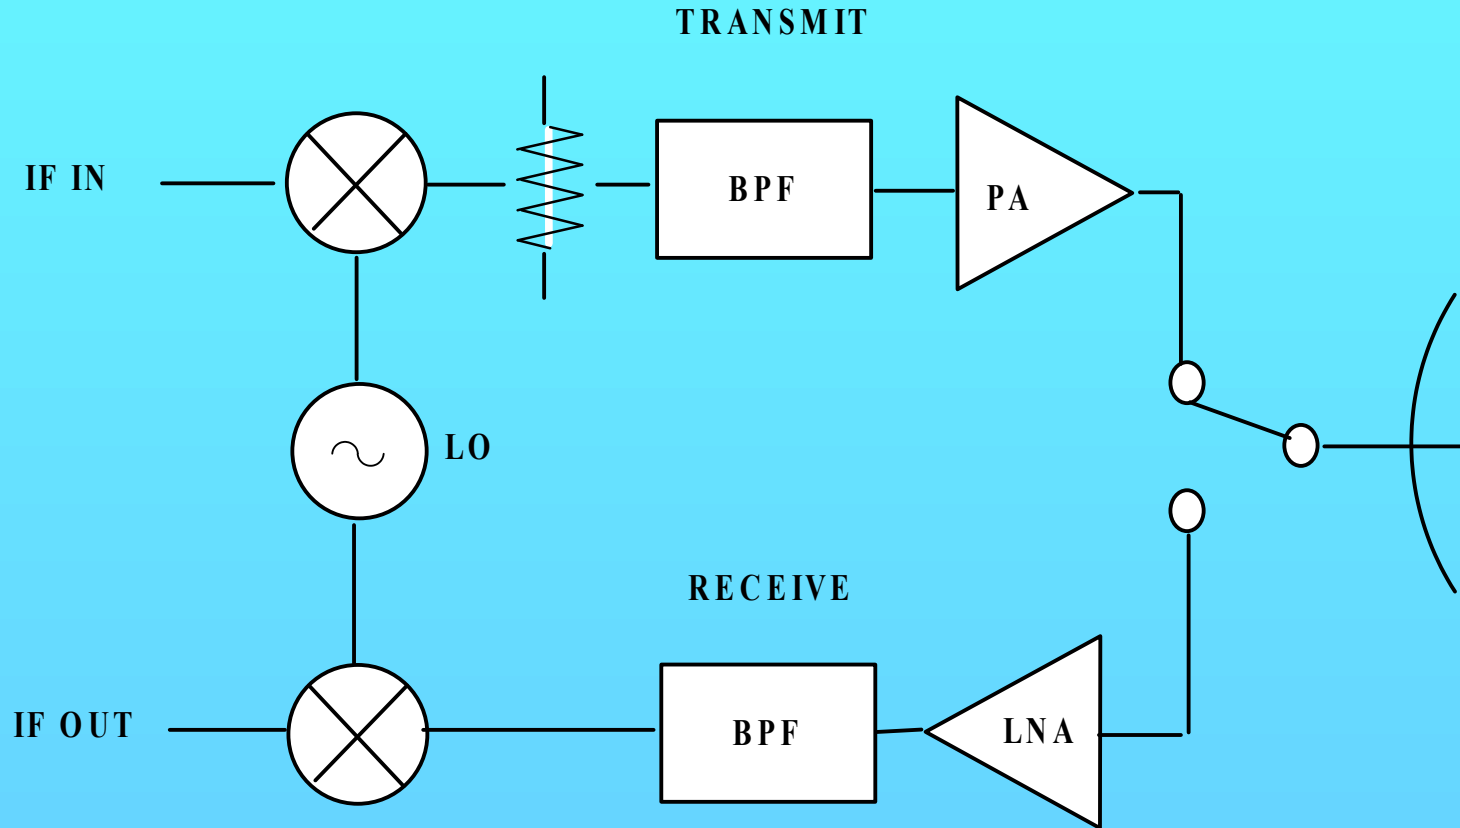 TRANSMIT
IF IN
BPF
PA
LO
RECEIVE
IF OUT
BPF
LNA